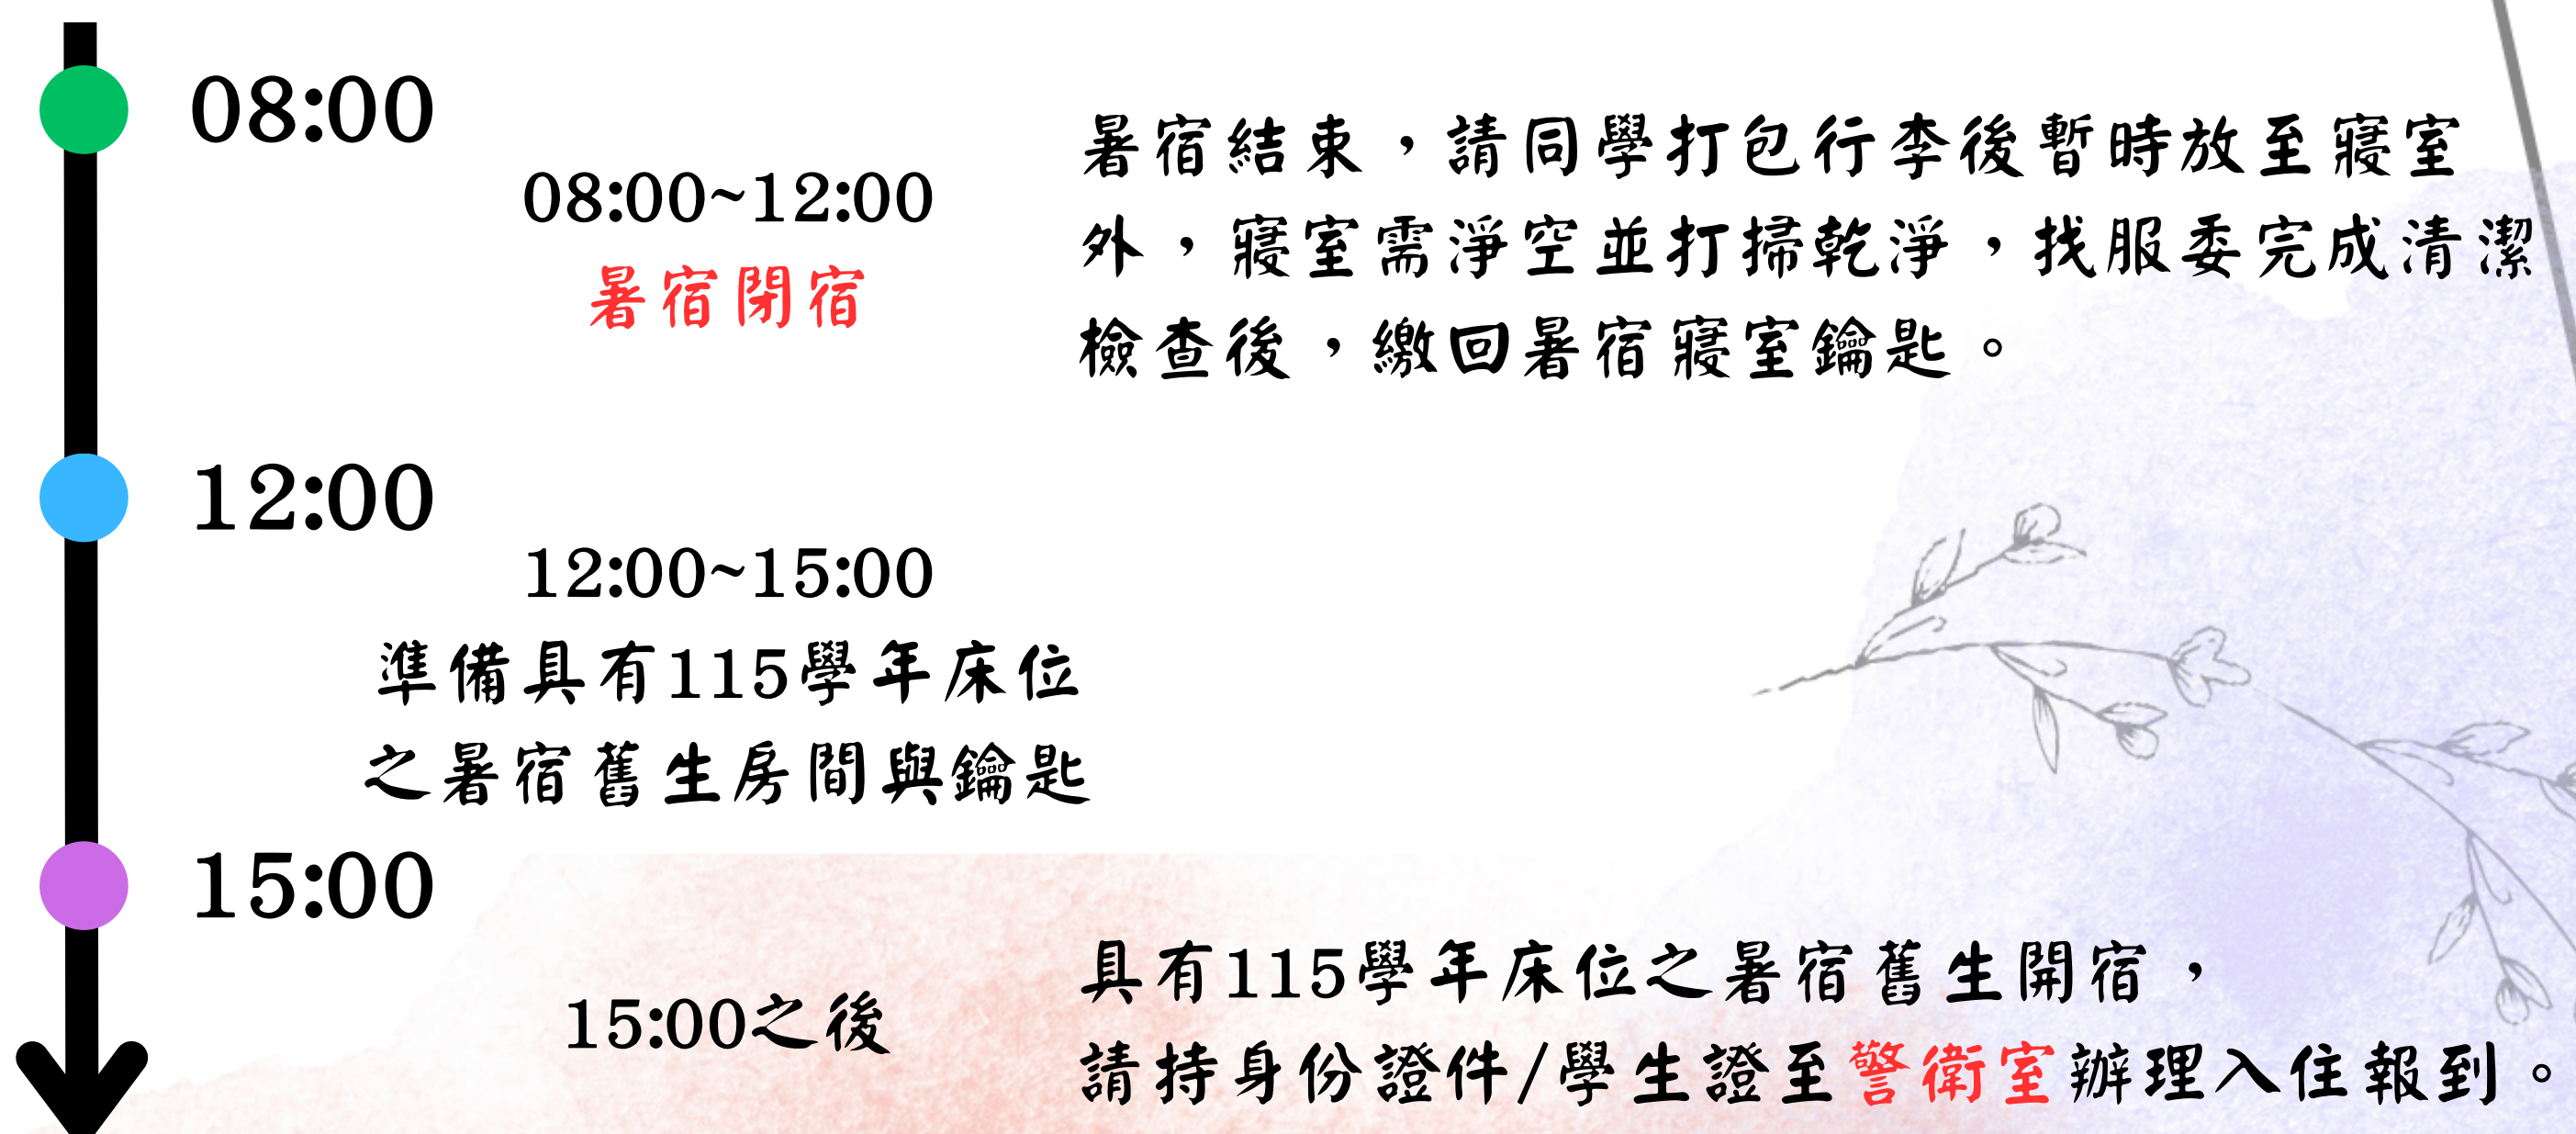 08:00
08:00~12:00
暑宿閉宿
暑宿結束，請同學打包行李後暫時放至寢室
外，寢室需淨空並打掃乾淨，找服委完成清潔
檢查後，繳回暑宿寢室鑰匙。
12:00
12:00~15:00
準備具有115學年床位
之暑宿舊生房間與鑰匙
15:00
15:00之後
具有115學年床位之暑宿舊生開宿，
請持身份證件/學生證至警衛室辦理入住報到。